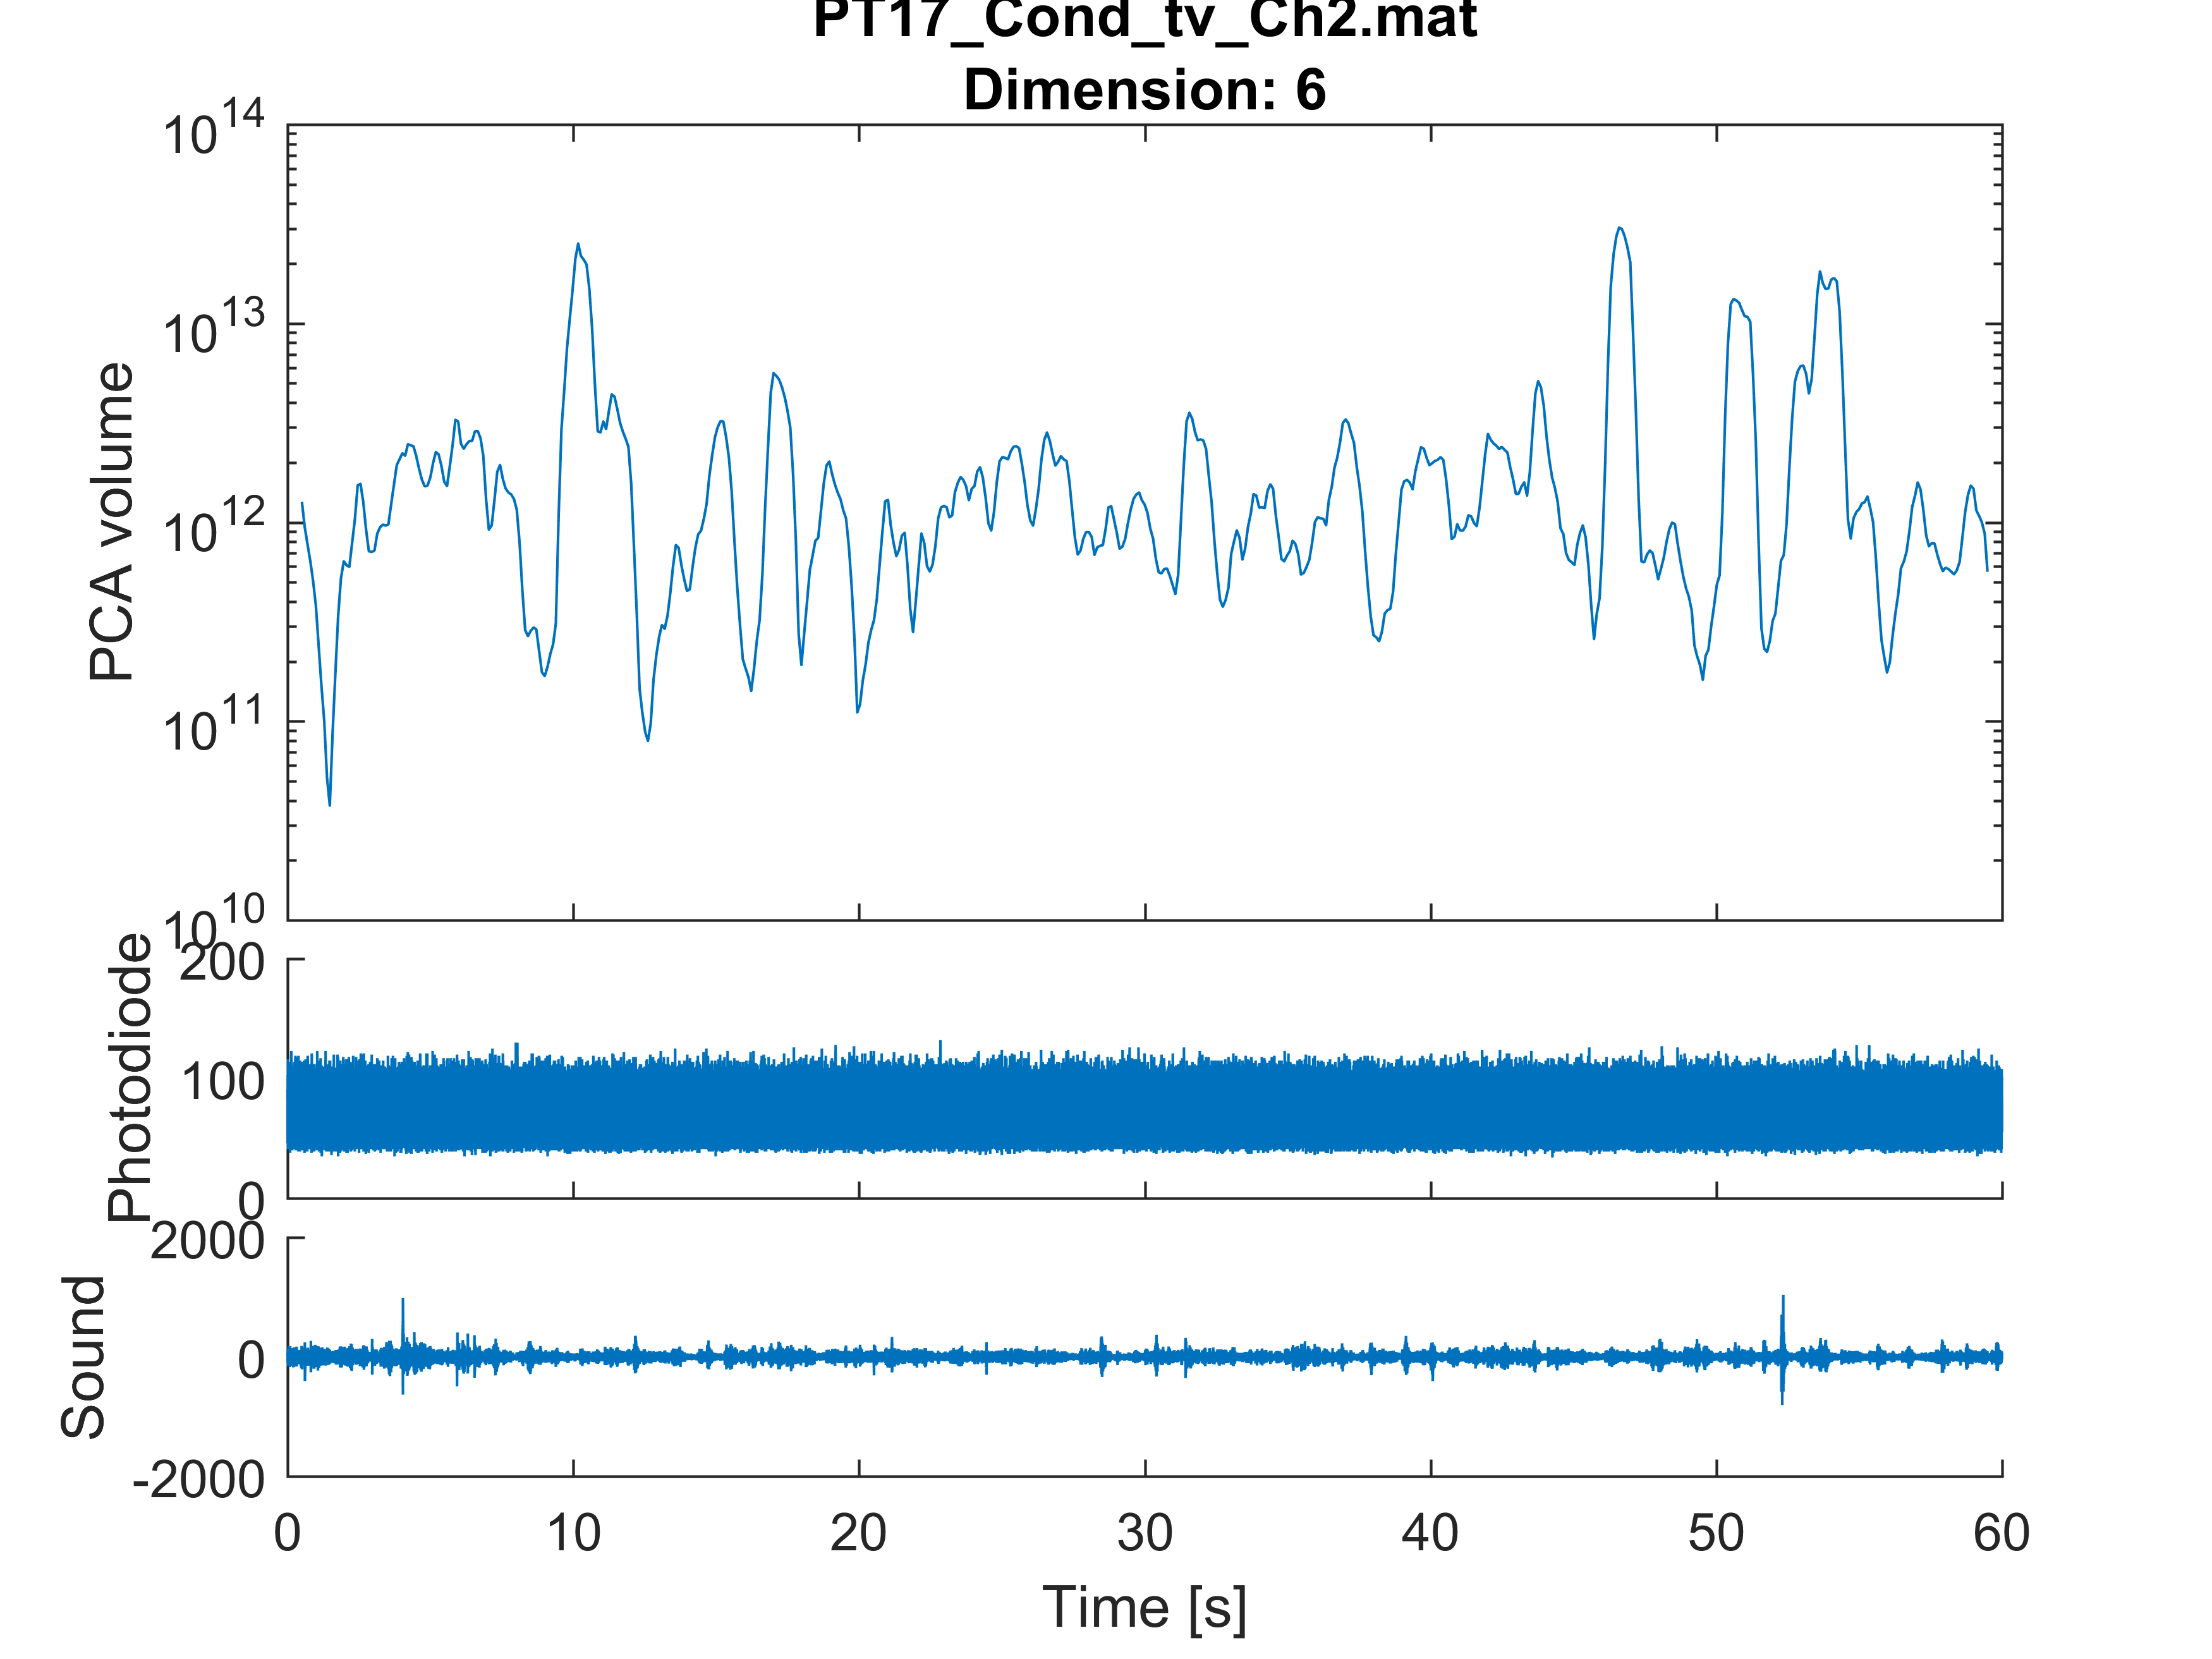 PT17_Cond_tv_Ch2.mat
Dimension: 6
10^14
10^13
10^12
10^11
10^10
PCA volume
200
100
0
Photodiode
2000
0
-2000
Sound
0 10 20 30 40 50 60
Time [s]